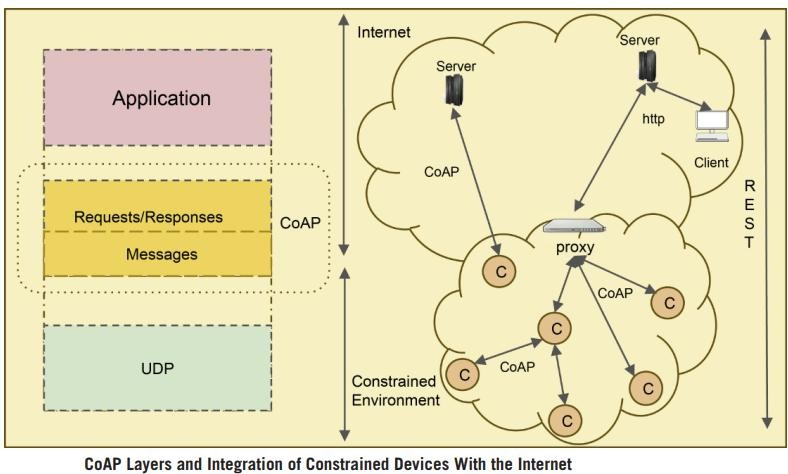 Application
Requests/Responses
Messages
CoAP
UDP
Internet
Constrained
Environment
Server
CoAP
Server
http
Client
proxy
C
CoAP
C
C
C
CoAP
C
C
R
E
S
T
CoAP Layers and Integration of Constrained Devices With the Internet